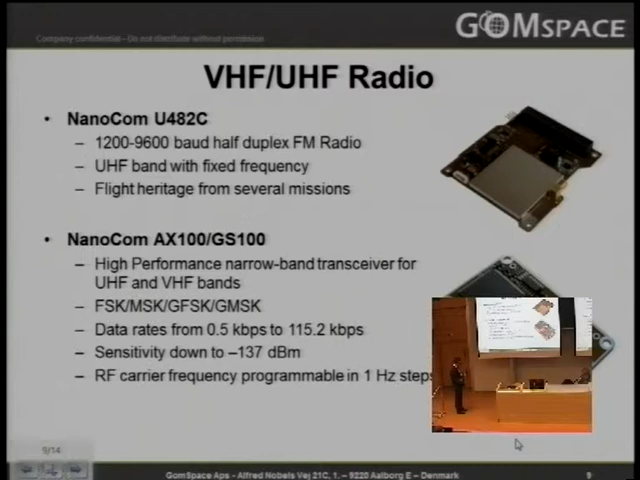 Company confidential - Do not distribute without permission
GOMSPACE
VHF/UHF Radio
• NanoCom U482C
– 1200-9600 baud half duplex FM Radio
– UHF band with fixed frequency
– Flight heritage from several missions
• NanoCom AX100/GS100
– High Performance narrow-band transceiver for
UHF and VHF bands
– FSK/MSK/GFSK/GMSK
– Data rates from 0.5 kbps to 115.2 kbps
– Sensitivity down to –137 dBm
– RF carrier frequency programmable in 1 Hz steps
9/14
GomSpace Aps - Alfred Nobels Vej 21C, 1. – 9220 Aalborg E – Denmark
9